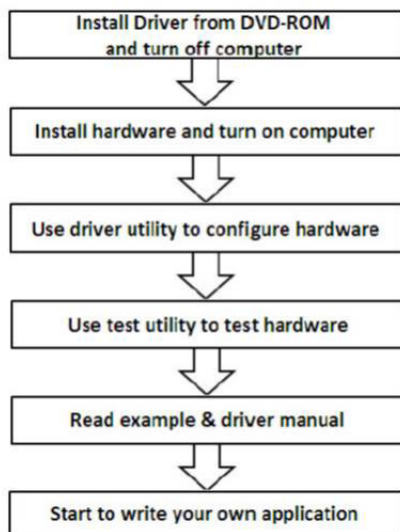 Install Driver from DVD-ROM
and turn off computer
Install hardware and turn on computer
Use driver utility to configure hardware
Use test utility to test hardware
Read example & driver manual
Start to write your own application